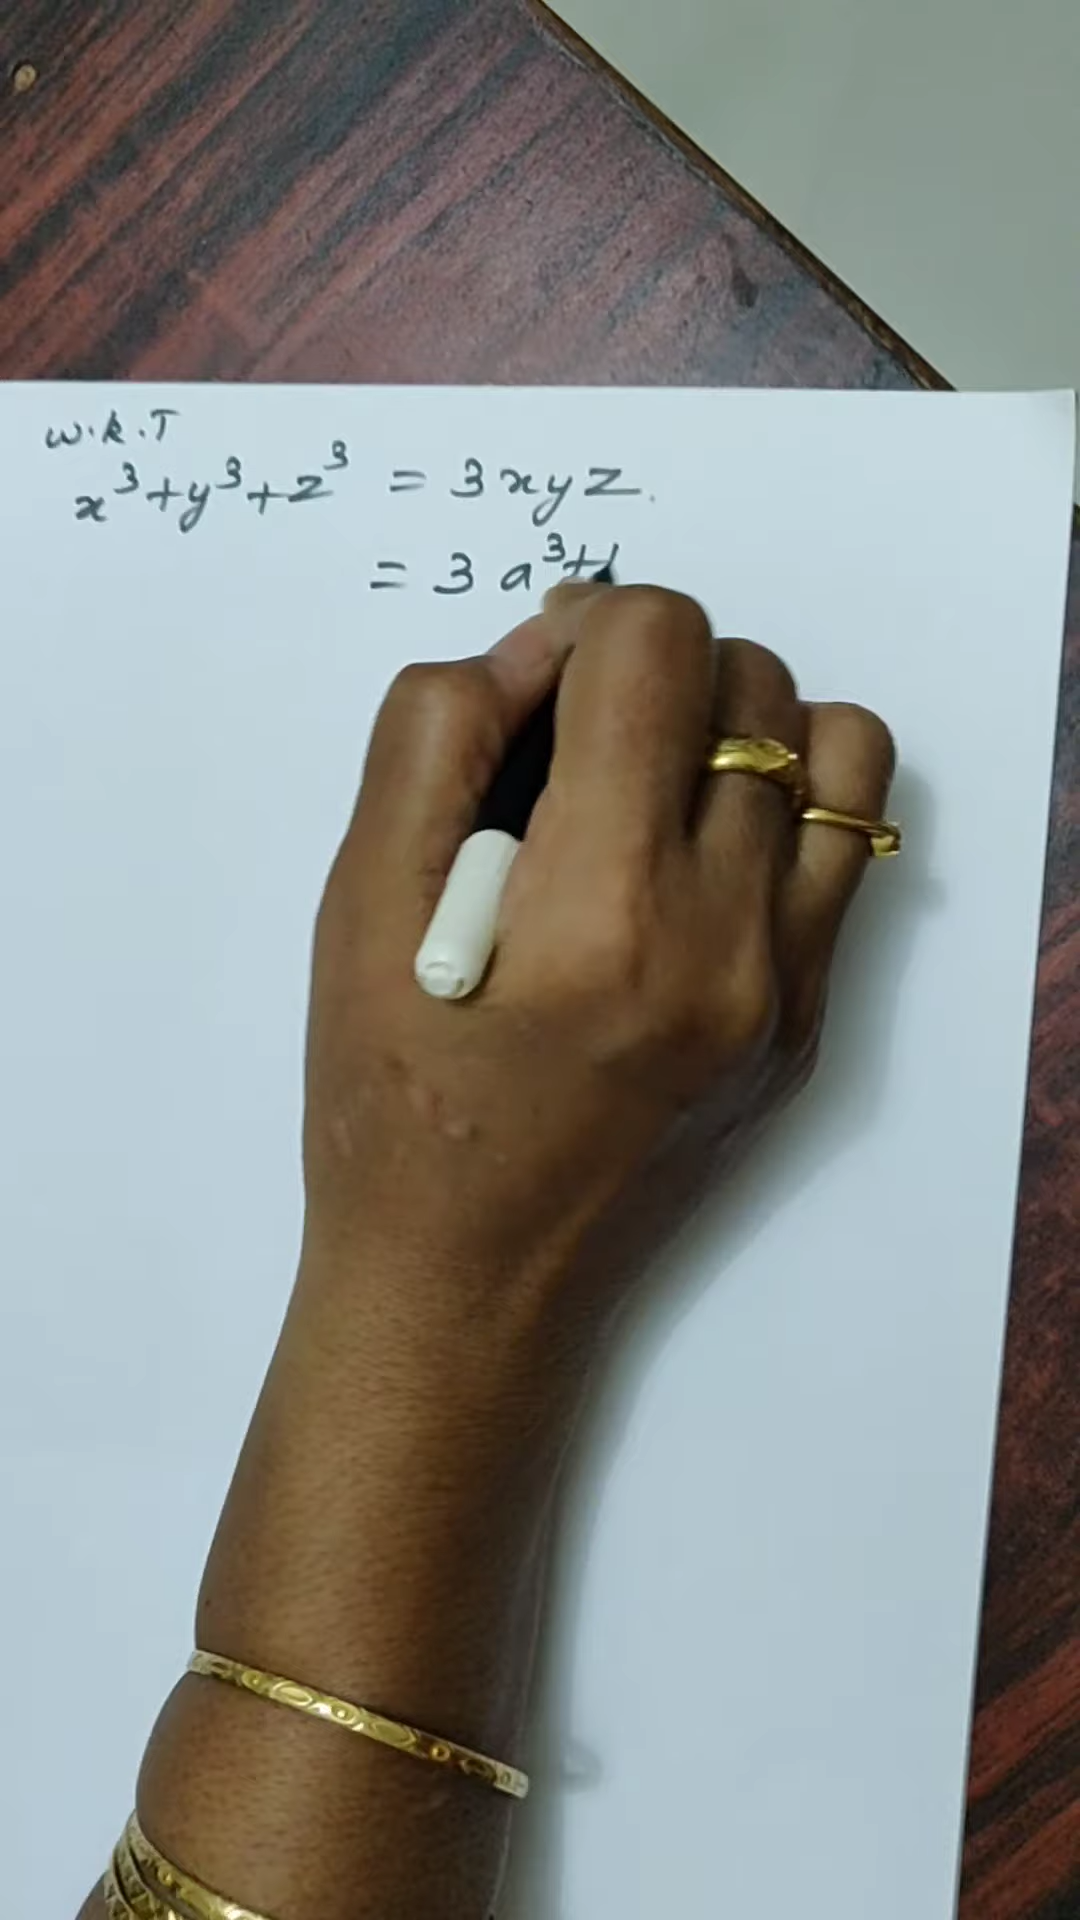 w.k.T
x³+y³+z³ = 3xyz.
= 3 a³+